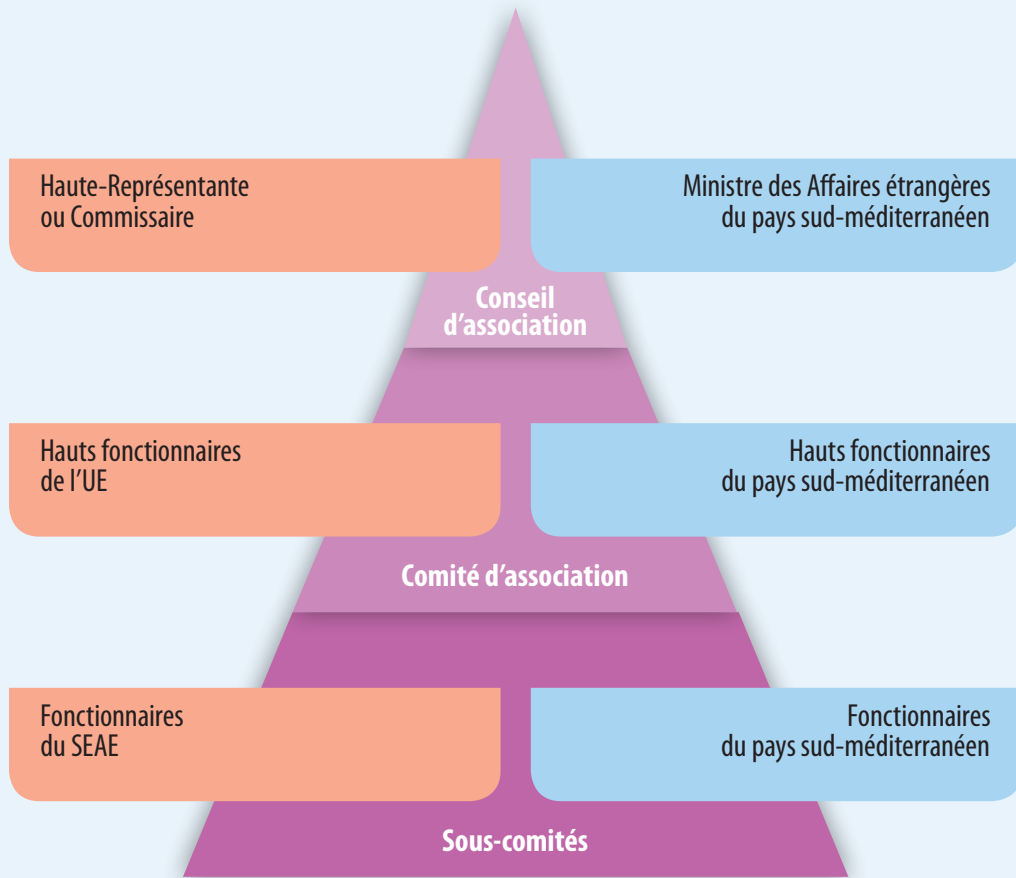 Haute-Représentante
ou Commissaire
Ministre des Affaires étrangères
du pays sud-méditerranéen
Conseil
d’association
Hauts fonctionnaires
de l’UE
Hauts fonctionnaires
du pays sud-méditerranéen
Comité d’association
Fonctionnaires
du SEAE
Fonctionnaires
du pays sud-méditerranéen
Sous-comités